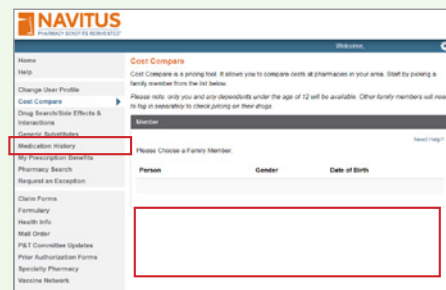 NAVITUS
PHARMACY BENEFITS REINVENTED
Welcome,
Home
Help
Change User Profile
Cost Compare
Drug Search/Side Effects &
Interactions
Generic Substitutes
Medication History
My Prescription Benefits
Pharmacy Search
Request an Exception
Claim Forms
Formulary
Health Info
Mail Order
P&T Committee Updates
Prior Authorization Forms
Specialty Pharmacy
Vaccine Network
Cost Compare
Cost Compare is a pricing tool. It allows you to compare costs at pharmacies in your area. Start by picking a
family member from the list below.
Please note: only you and any dependents under the age of 12 will be available. Other family members will need
to log in separately to check pricing on their drugs.
Member
Need Help?
Please Choose a Family Member:
Person Gender Date of Birth